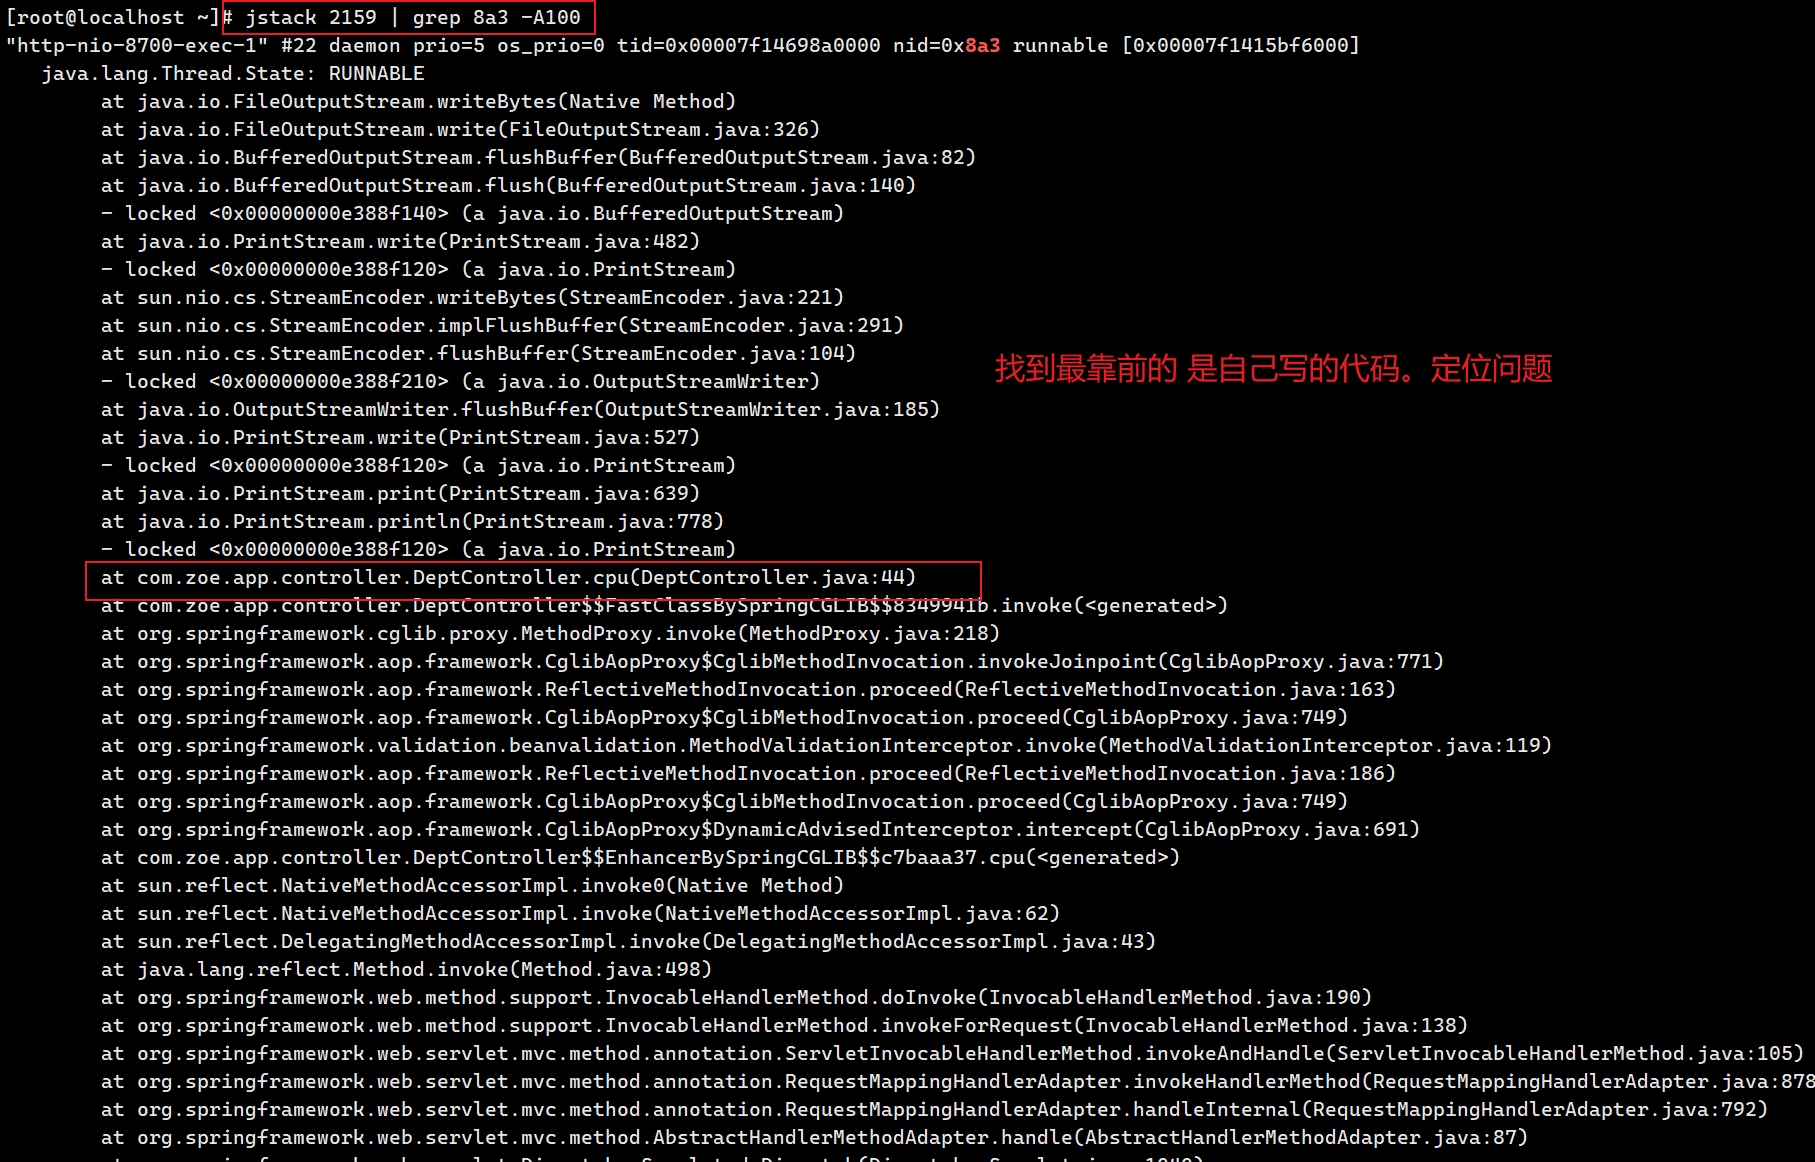 [root@localhost ~]# jstack 2159 | grep 8a3 -A100
"http-nio-8700-exec-1" #22 daemon prio=5 os_prio=0 tid=0x00007f14698a0000 nid=0x8a3 runnable [0x00007f1415bf6000]
java.lang.Thread.State: RUNNABLE
at java.io.FileOutputStream.writeBytes(Native Method)
at java.io.FileOutputStream.write(FileOutputStream.java:326)
at java.io.BufferedOutputStream.flushBuffer(BufferedOutputStream.java:82)
at java.io.BufferedOutputStream.flush(BufferedOutputStream.java:140)
- locked <0x00000000e388f140> (a java.io.BufferedOutputStream)
at java.io.PrintStream.write(PrintStream.java:482)
- locked <0x00000000e388f120> (a java.io.PrintStream)
at sun.nio.cs.StreamEncoder.writeBytes(StreamEncoder.java:221)
at sun.nio.cs.StreamEncoder.implFlushBuffer(StreamEncoder.java:291)
at sun.nio.cs.StreamEncoder.flushBuffer(StreamEncoder.java:104)
找到最靠前的 是自己写的代码。定位问题
- locked <0x00000000e388f210> (a java.io.OutputStreamWriter)
at java.io.OutputStreamWriter.flushBuffer(OutputStreamWriter.java:185)
at java.io.PrintStream.write(PrintStream.java:527)
- locked <0x00000000e388f120> (a java.io.PrintStream)
at java.io.PrintStream.print(PrintStream.java:639)
at java.io.PrintStream.println(PrintStream.java:778)
- locked <0x00000000e388f120> (a java.io.PrintStream)
at com.zoe.app.controller.DeptController.cpu(DeptController.java:44)
at com.zoe.app.controller.DeptController$$FastClassBySpringCGLIB$$8349941b.invoke(<generated>)
at org.springframework.cglib.proxy.MethodProxy.invoke(MethodProxy.java:218)
at org.springframework.aop.framework.CglibAopProxy$CglibMethodInvocation.invokeJoinpoint(CglibAopProxy.java:771)
at org.springframework.aop.framework.ReflectiveMethodInvocation.proceed(ReflectiveMethodInvocation.java:163)
at org.springframework.aop.framework.CglibAopProxy$CglibMethodInvocation.proceed(CglibAopProxy.java:749)
at org.springframework.validation.beanvalidation.MethodValidationInterceptor.invoke(MethodValidationInterceptor.java:119)
at org.springframework.aop.framework.ReflectiveMethodInvocation.proceed(ReflectiveMethodInvocation.java:186)
at org.springframework.aop.framework.CglibAopProxy$CglibMethodInvocation.proceed(CglibAopProxy.java:749)
at org.springframework.aop.framework.CglibAopProxy$DynamicAdvisedInterceptor.intercept(CglibAopProxy.java:691)
at com.zoe.app.controller.DeptController$$EnhancerBySpringCGLIB$$c7baaa37.cpu(<generated>)
at sun.reflect.NativeMethodAccessorImpl.invoke0(Native Method)
at sun.reflect.NativeMethodAccessorImpl.invoke(NativeMethodAccessorImpl.java:62)
at sun.reflect.DelegatingMethodAccessorImpl.invoke(DelegatingMethodAccessorImpl.java:43)
at java.lang.reflect.Method.invoke(Method.java:498)
at org.springframework.web.method.support.InvocableHandlerMethod.doInvoke(InvocableHandlerMethod.java:190)
at org.springframework.web.method.support.InvocableHandlerMethod.invokeForRequest(InvocableHandlerMethod.java:138)
at org.springframework.web.servlet.mvc.method.annotation.ServletInvocableHandlerMethod.invokeAndHandle(ServletInvocableHandlerMethod.java:105)
at org.springframework.web.servlet.mvc.method.annotation.RequestMappingHandlerAdapter.invokeHandlerMethod(RequestMappingHandlerAdapter.java:878
at org.springframework.web.servlet.mvc.method.annotation.RequestMappingHandlerAdapter.handleInternal(RequestMappingHandlerAdapter.java:792)
at org.springframework.web.servlet.mvc.method.AbstractHandlerMethodAdapter.handle(AbstractHandlerMethodAdapter.java:87)